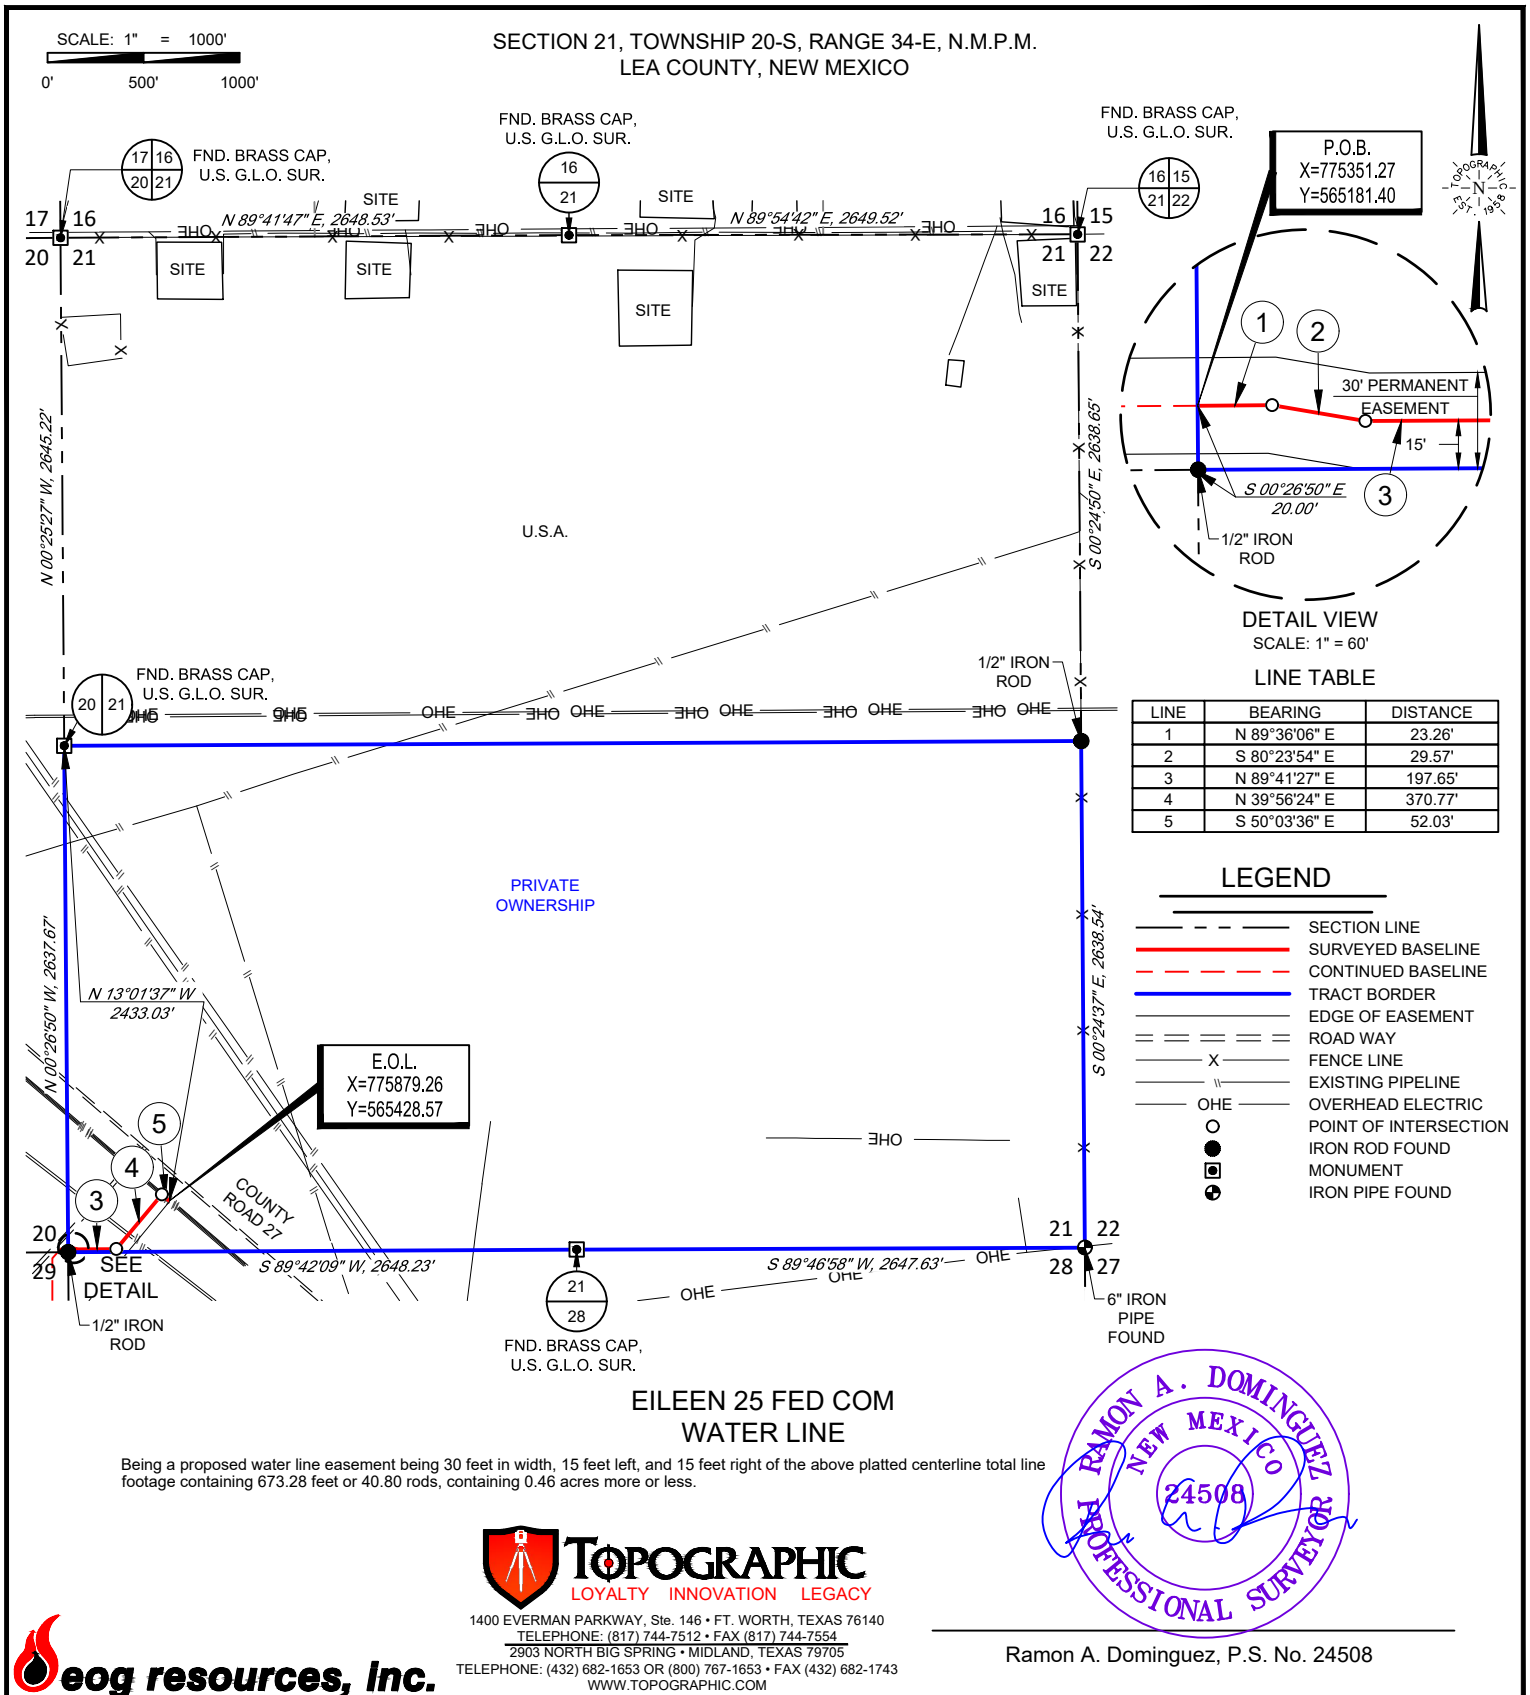 SCALE: 1" = 1000'
0' 500' 1000'
SECTION 21, TOWNSHIP 20-S, RANGE 34-E, N.M.P.M.
LEA COUNTY, NEW MEXICO
FND. BRASS CAP,
U.S. G.L.O. SUR.
17 16
20 21
FND. BRASS CAP,
U.S. G.L.O. SUR.
16
21
FND. BRASS CAP,
U.S. G.L.O. SUR.
16 15
21 22
P.O.B.
X=775351.27
Y=565181.40
TOPOGRAPHIC
N
EST. 1958
17 16
20 21
N 89°41'47" E, 2648.53'
N 89°54'42" E, 2649.52'
16 15
21 22
OHE OHE OHE OHE OHE OHE
SITE
SITE
SITE
SITE
SITE
SITE
N 00°25'27" W, 2645.22'
S 00°24'50" E, 2638.65'
U.S.A.
1
2
30' PERMANENT
EASEMENT
15'
S 00°26'50" E
20.00'
3
1/2" IRON
ROD
DETAIL VIEW
SCALE: 1" = 60'
FND. BRASS CAP,
U.S. G.L.O. SUR.
20 21
1/2" IRON
ROD
OHE OHE OHE OHE OHE OHE OHE OHE OHE OHE OHE OHE OHE
LINE TABLE
LINE BEARING DISTANCE
1 N 89°36'06" E 23.26'
2 S 80°23'54" E 29.57'
3 N 89°41'27" E 197.65'
4 N 39°56'24" E 370.77'
5 S 50°03'36" E 52.03'
PRIVATE
OWNERSHIP
N 00°26'50" W, 2637.67'
S 00°24'37" E, 2638.54'
N 13°01'37" W
2433.03'
E.O.L.
X=775879.26
Y=565428.57
LEGEND
SECTION LINE
SURVEYED BASELINE
CONTINUED BASELINE
TRACT BORDER
EDGE OF EASEMENT
ROAD WAY
X FENCE LINE
EXISTING PIPELINE
OHE OVERHEAD ELECTRIC
POINT OF INTERSECTION
IRON ROD FOUND
MONUMENT
IRON PIPE FOUND
5
4
3
COUNTY
ROAD 27
OHE
20
29
SEE
DETAIL
1/2" IRON
ROD
S 89°42'09" W, 2648.23'
S 89°46'58" W, 2647.63'
OHE OHE OHE
21 22
28 27
21
28
FND. BRASS CAP,
U.S. G.L.O. SUR.
6" IRON
PIPE
FOUND
EILEEN 25 FED COM
WATER LINE
Being a proposed water line easement being 30 feet in width, 15 feet left, and 15 feet right of the above platted centerline total line
footage containing 673.28 feet or 40.80 rods, containing 0.46 acres more or less.
RAMON A. DOMINGUEZ
NEW MEXICO
24508
PROFESSIONAL SURVEYOR
Ramon A. Dominguez, P.S. No. 24508
TOPOGRAPHIC
LOYALTY INNOVATION LEGACY
1400 EVERMAN PARKWAY, Ste. 146 • FT. WORTH, TEXAS 76140
TELEPHONE: (817) 744-7512 • FAX (817) 744-7554
2903 NORTH BIG SPRING • MIDLAND, TEXAS 79705
TELEPHONE: (432) 682-1653 OR (800) 767-1653 • FAX (432) 682-1743
WWW.TOPOGRAPHIC.COM
eog resources, inc.